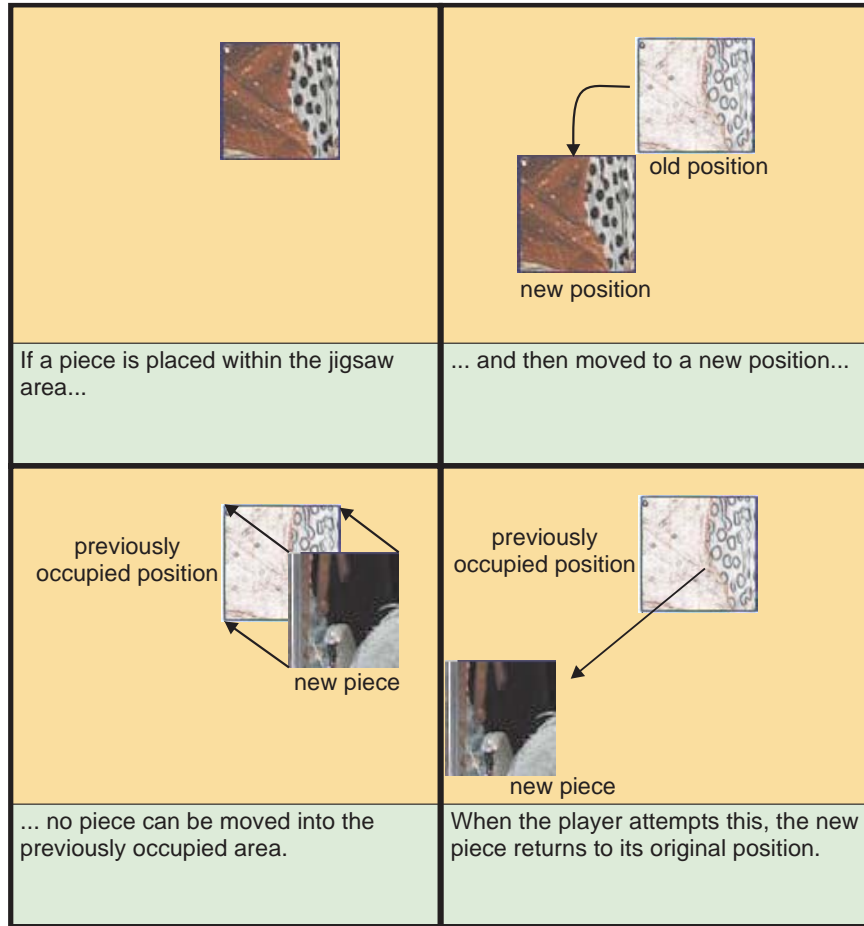 If a piece is placed within the jigsaw
area...
old position
new position
... and then moved to a new position...
previously
occupied position
new piece
... no piece can be moved into the
previously occupied area.
previously
occupied position
new piece
When the player attempts this, the new
piece returns to its original position.